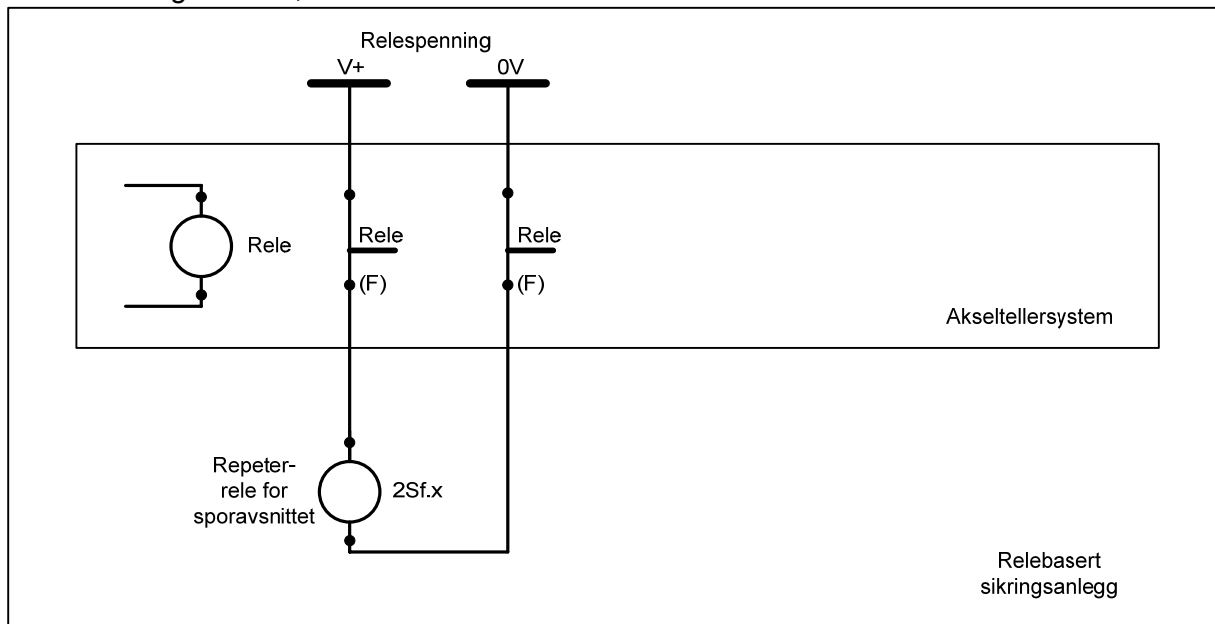 Relespenning
V+
0V
Rele
Rele
Rele
(F)
(F)
Akseltellersystem
Repeter-
rele for
sporavsnittet
2Sf.x
Relebasert
sikringsanlegg